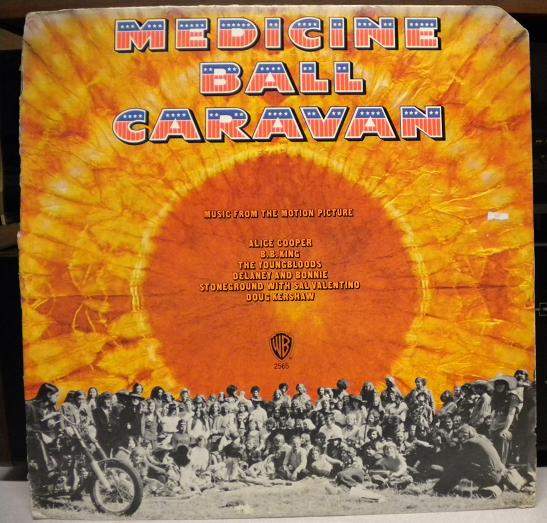 MEDICINE
BALL
CARAVAN
MUSIC FROM THE MOTION PICTURE
ALICE COOPER
B.B. KING
THE YOUNGBLOODS
DELANEY AND BONNIE
STONEGROUND WITH SAL VALENTINO
DOUG KERSHAW
WB
2565